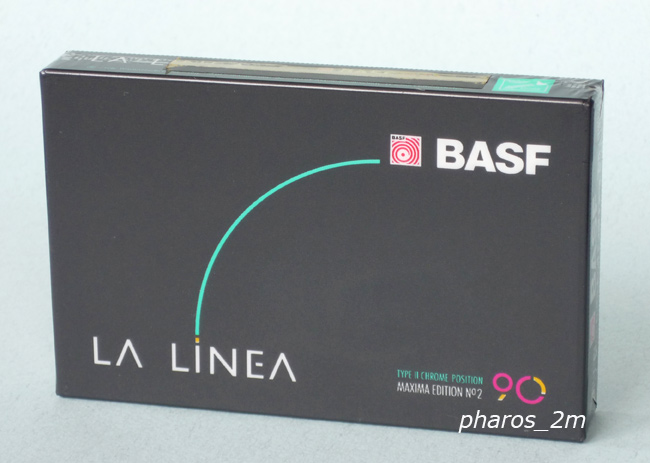 BASF
BASF
LA LiNEA
TYPE II CHROME POSITION
MAXIMA EDITION Nº2
90
pharos_2m